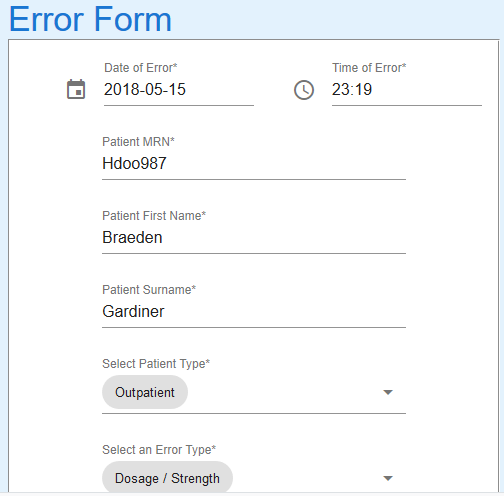 Error Form
Date of Error*
Time of Error*
2018-05-15
23:19
Patient MRN*
Hdoo987
Patient First Name*
Braeden
Patient Surname*
Gardiner
Select Patient Type*
Outpatient
Select an Error Type*
Dosage / Strength